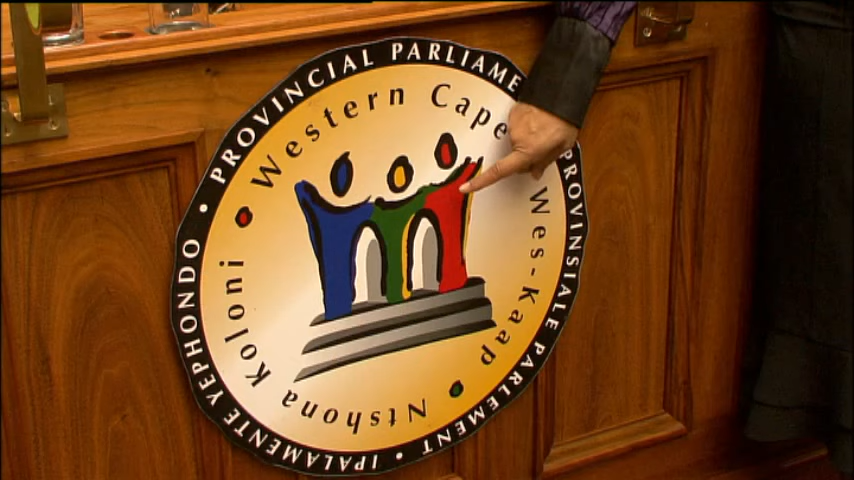 PROVINCIAL PARLIAME
PROVINSIALE PARLEMENT
IPALAMENTE YEPHONDO
Western Cape
Wes-Kaap
Ntshona Koloni